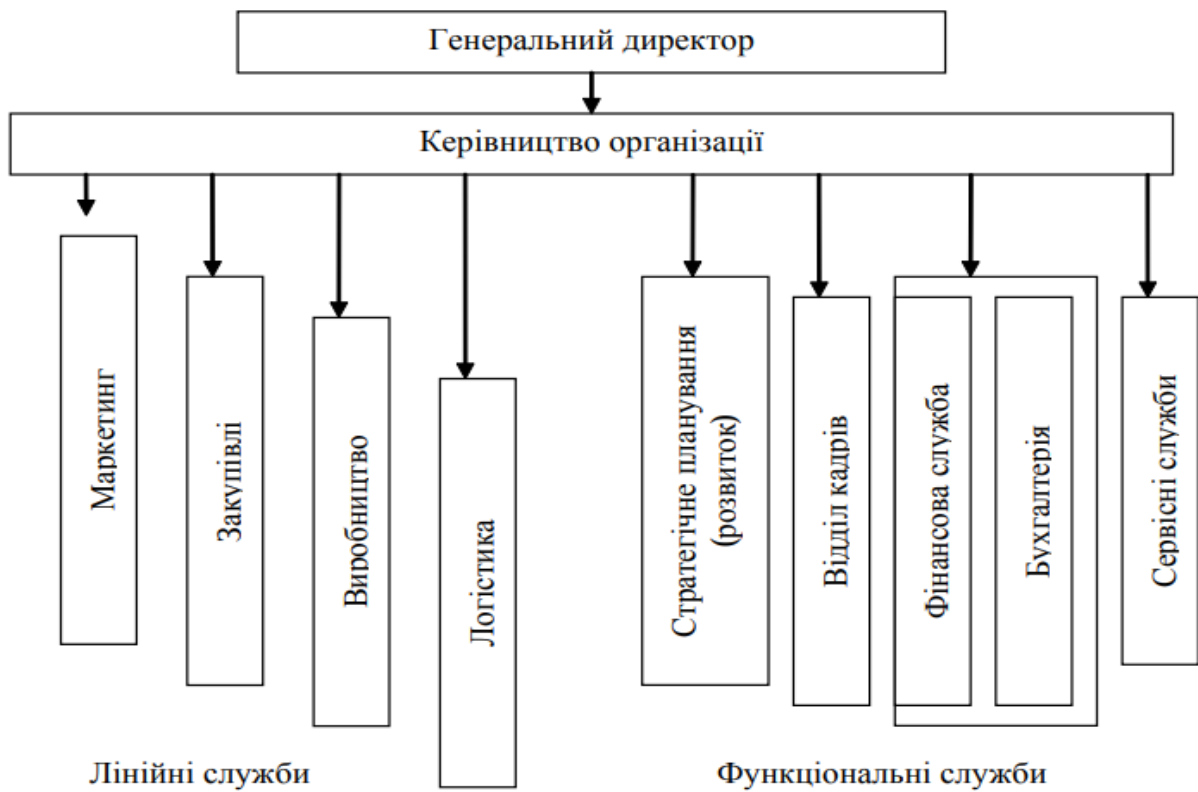 Генеральний директор
Керівництво організації
Маркетинг
Закупівлі
Виробництво
Логістика
Стратегічне планування
(розвиток)
Відділ кадрів
Фінансова служба
Бухгалтерія
Сервісні служби
Лінійні служби
Функціональні служби